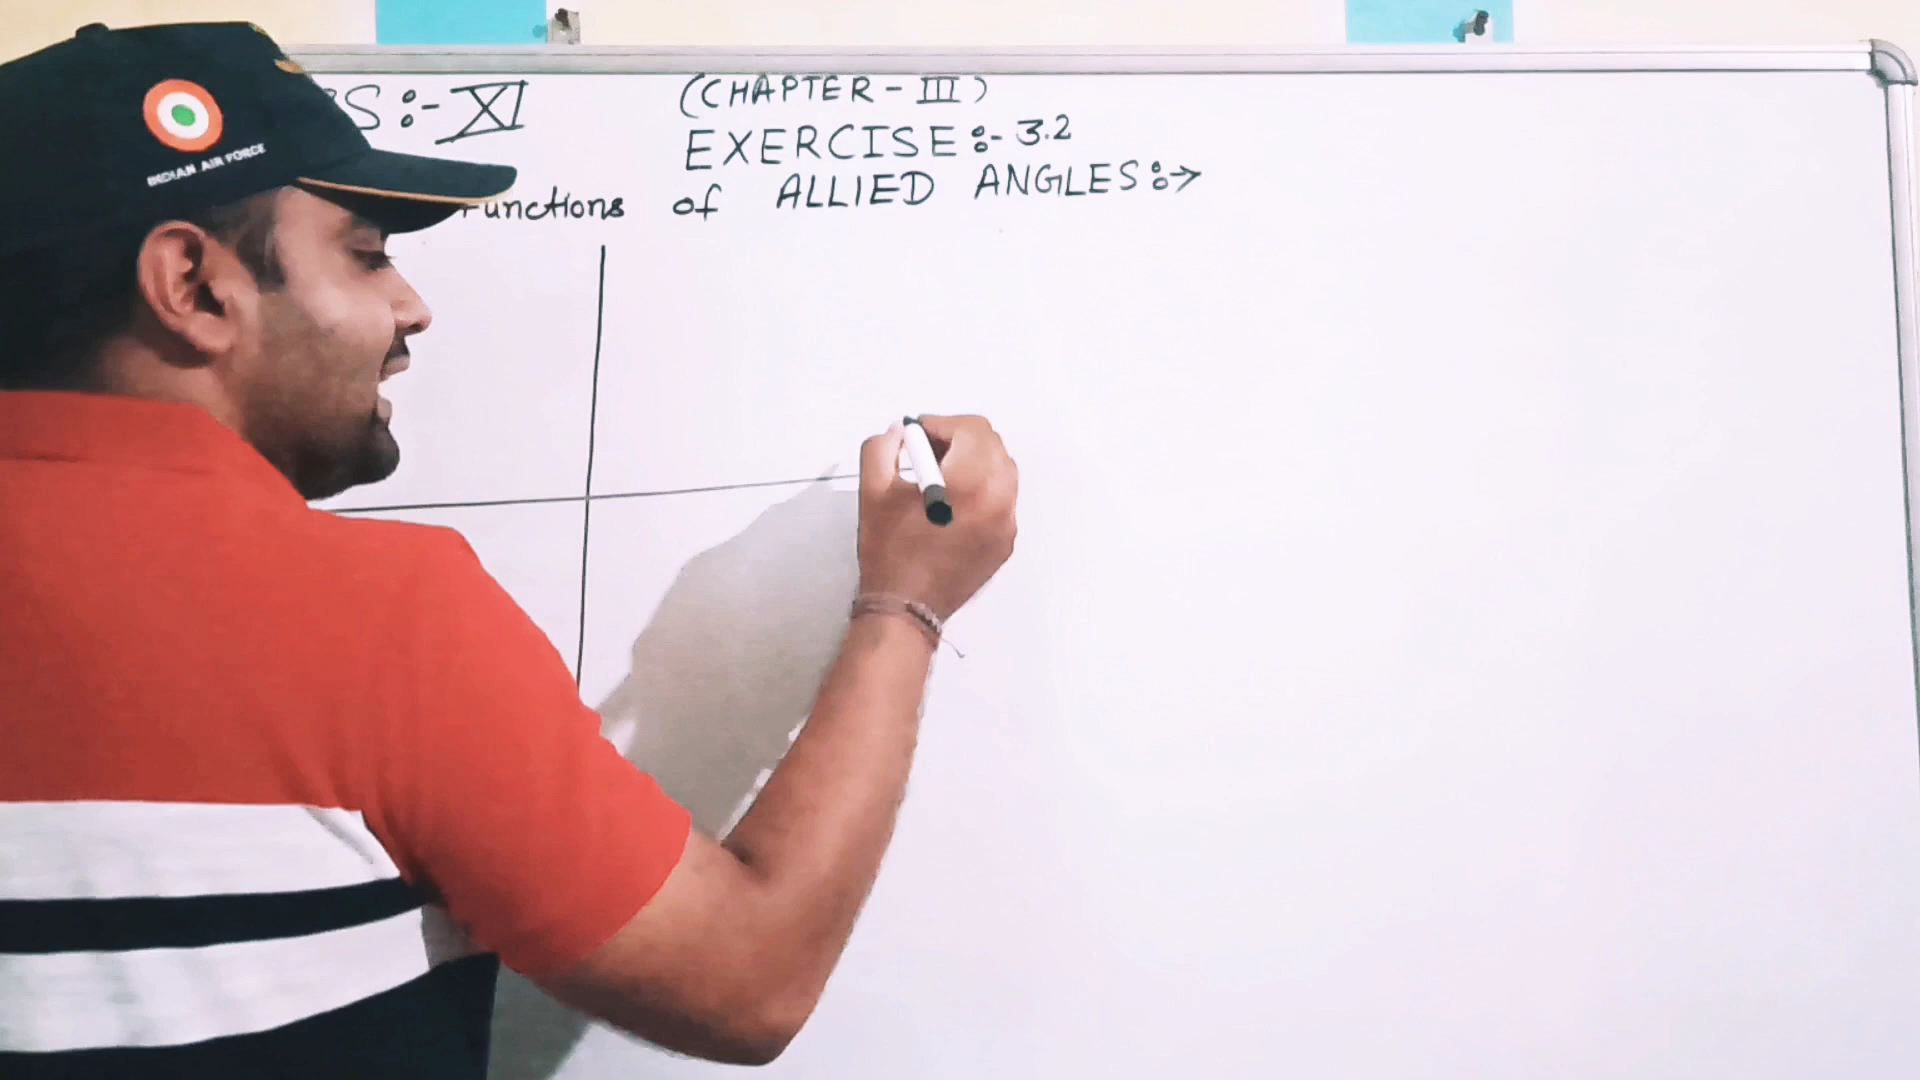 S :- XI
(CHAPTER - III)
EXERCISE :- 3.2
Functions of ALLIED ANGLES :→
INDIAN AIR FORCE